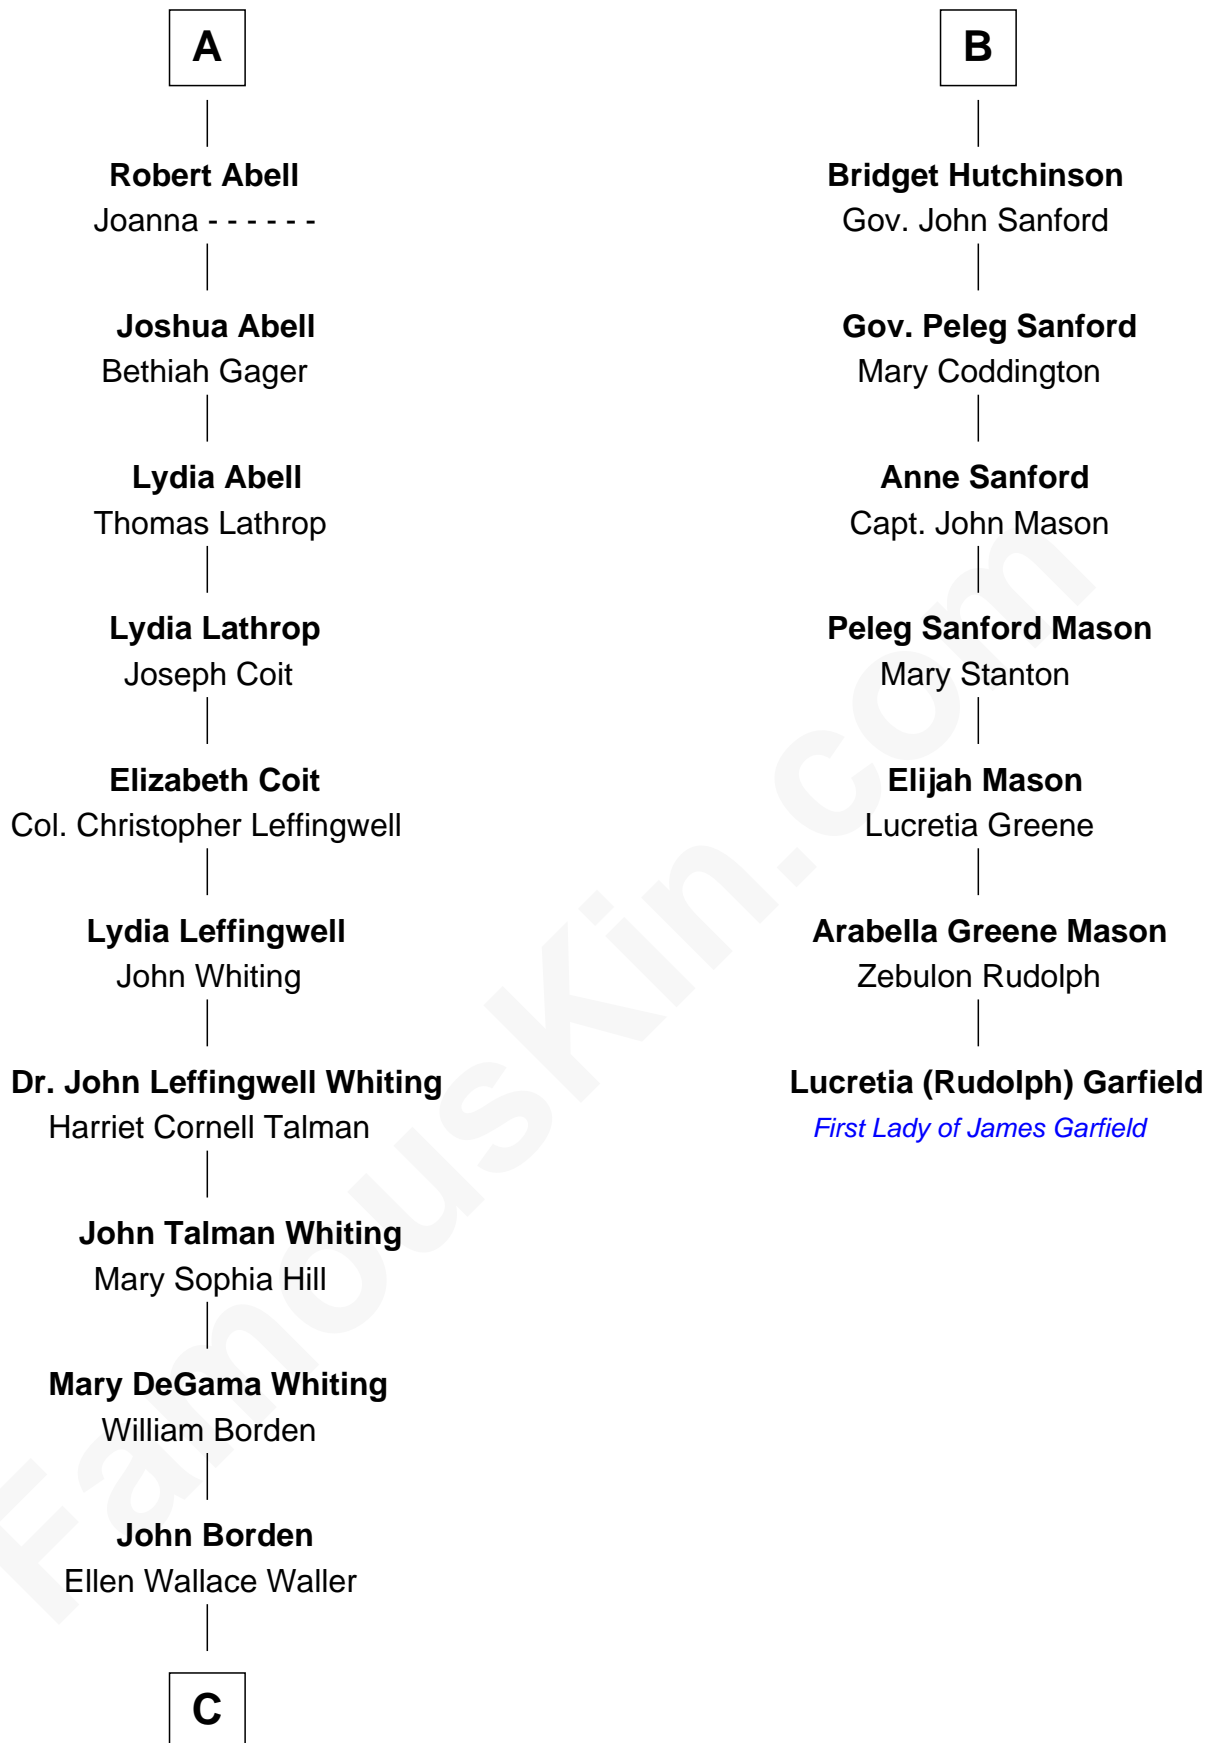 A
Robert Abell
Joanna - - - - - -
Joshua Abell
Bethiah Gager
Lydia Abell
Thomas Lathrop
Lydia Lathrop
Joseph Coit
Elizabeth Coit
Col. Christopher Leffingwell
Lydia Leffingwell
John Whiting
Dr. John Leffingwell Whiting
Harriet Cornell Talman
John Talman Whiting
Mary Sophia Hill
Mary DeGama Whiting
William Borden
John Borden
Ellen Wallace Waller
C
B
Bridget Hutchinson
Gov. John Sanford
Gov. Peleg Sanford
Mary Coddington
Anne Sanford
Capt. John Mason
Peleg Sanford Mason
Mary Stanton
Elijah Mason
Lucretia Greene
Arabella Greene Mason
Zebulon Rudolph
Lucretia (Rudolph) Garfield
First Lady of James Garfield
FamousKin.com